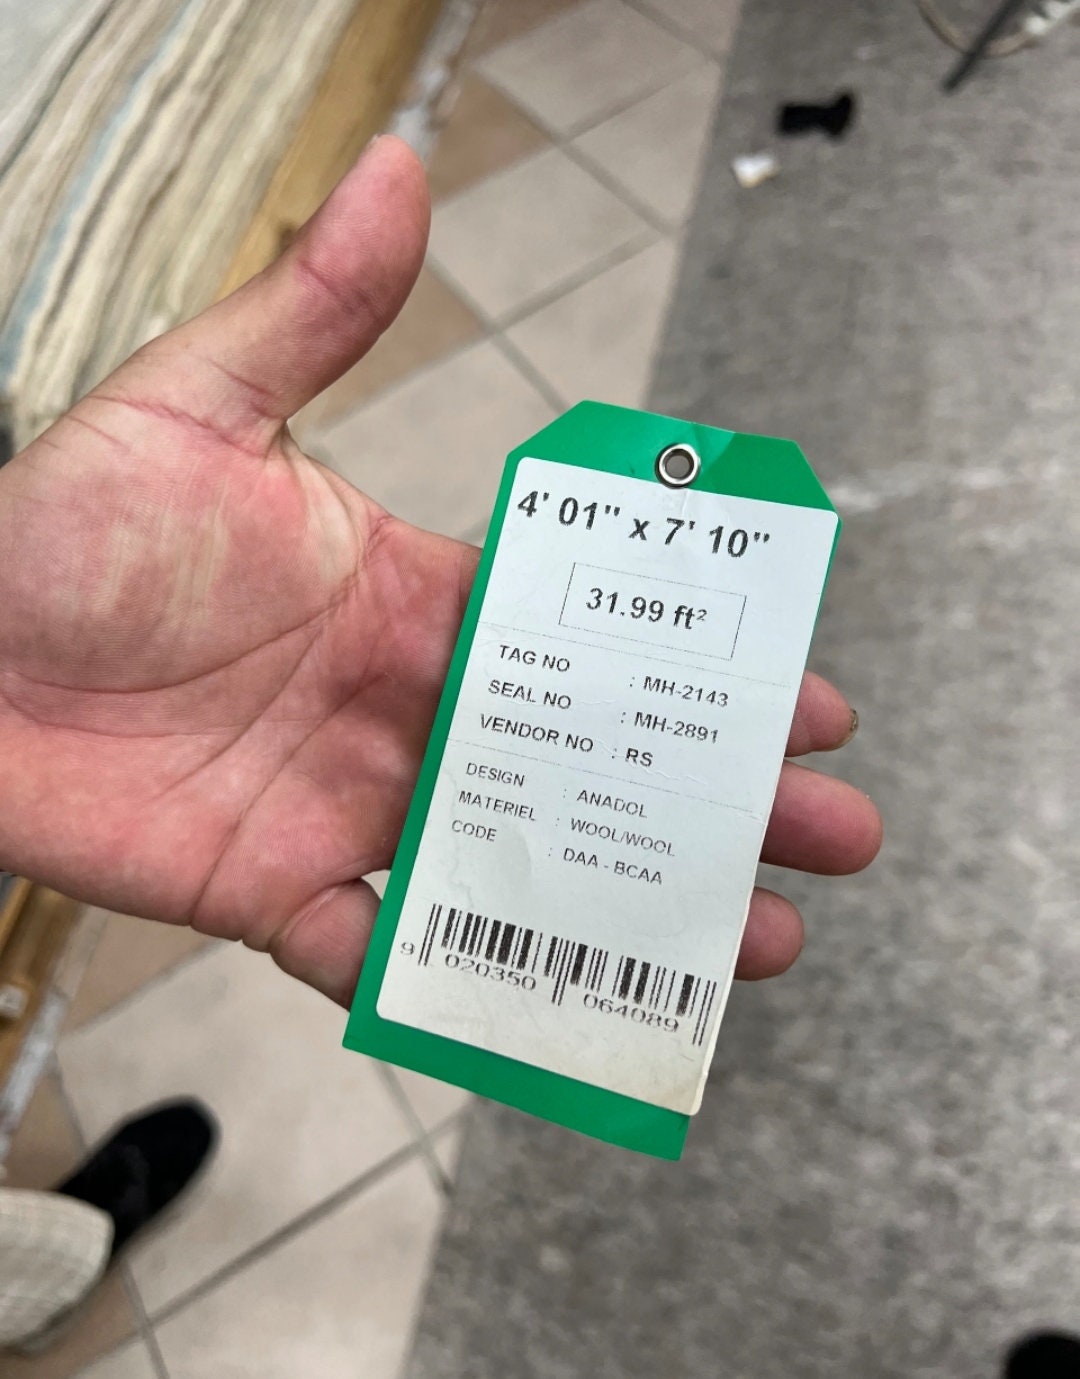 4' 01" x 7' 10"
31.99 ft²
TAG NO : MH-2143
SEAL NO : MH-2891
VENDOR NO : RS
DESIGN : ANADOL
MATERIEL : WOOL/WOOL
CODE : DAA - BCAA
9 020350 064089